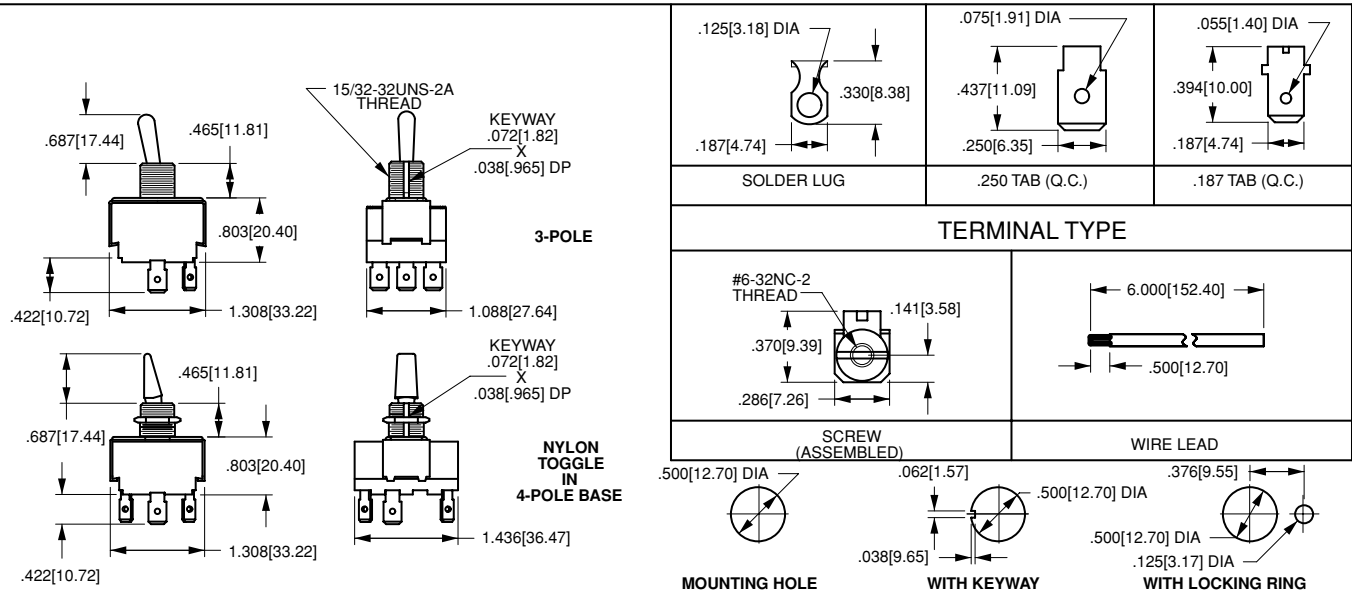 15/32-32UNS-2A
THREAD
.687[17.44]
.465[11.81]
KEYWAY
.072[1.82]
X
.038[.965] DP
.803[20.40]
3-POLE
.422[10.72]
1.308[33.22]
1.088[27.64]
.687[17.44]
.465[11.81]
KEYWAY
.072[1.82]
X
.038[.965] DP
.803[20.40]
NYLON
TOGGLE
IN
4-POLE BASE
.422[10.72]
1.308[33.22]
1.436[36.47]
.125[3.18] DIA
.330[8.38]
.187[4.74]
SOLDER LUG
.075[1.91] DIA
.437[11.09]
.250[6.35]
.250 TAB (Q.C.)
.055[1.40] DIA
.394[10.00]
.187[4.74]
.187 TAB (Q.C.)
TERMINAL TYPE
#6-32NC-2
THREAD
.141[3.58]
.370[9.39]
.286[7.26]
SCREW
(ASSEMBLED)
6.000[152.40]
.500[12.70]
WIRE LEAD
.500[12.70] DIA
MOUNTING HOLE
.062[1.57]
.500[12.70] DIA
.038[9.65]
WITH KEYWAY
.376[9.55]
.500[12.70] DIA
.125[3.17] DIA
WITH LOCKING RING